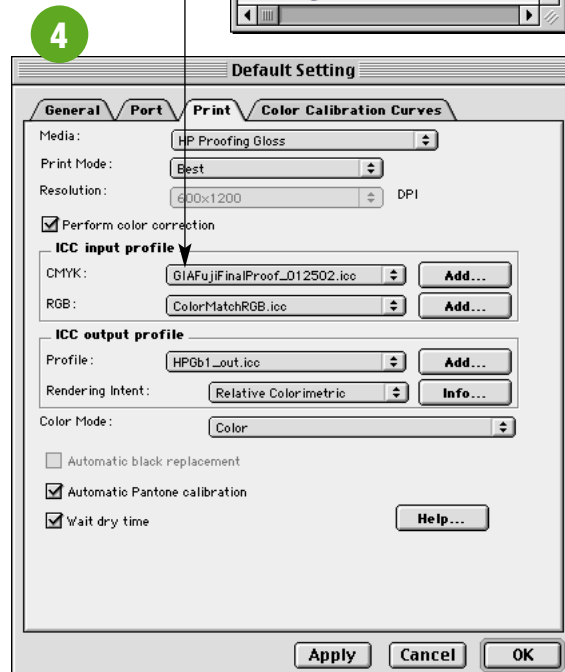 4
Default Setting
General Port Print Color Calibration Curves
Media: HP Proofing Gloss
Print Mode: Best
Resolution: 600x1200 DPI
Perform color correction
ICC input profile
CMYK: GIAFujiFinalProof_012502.icc Add...
RGB: ColorMatchRGB.icc Add...
ICC output profile
Profile: HPGb1_out.icc Add...
Rendering Intent: Relative Colorimetric Info...
Color Mode: Color
Automatic black replacement
Automatic Pantone calibration
Wait dry time Help...
Apply Cancel OK